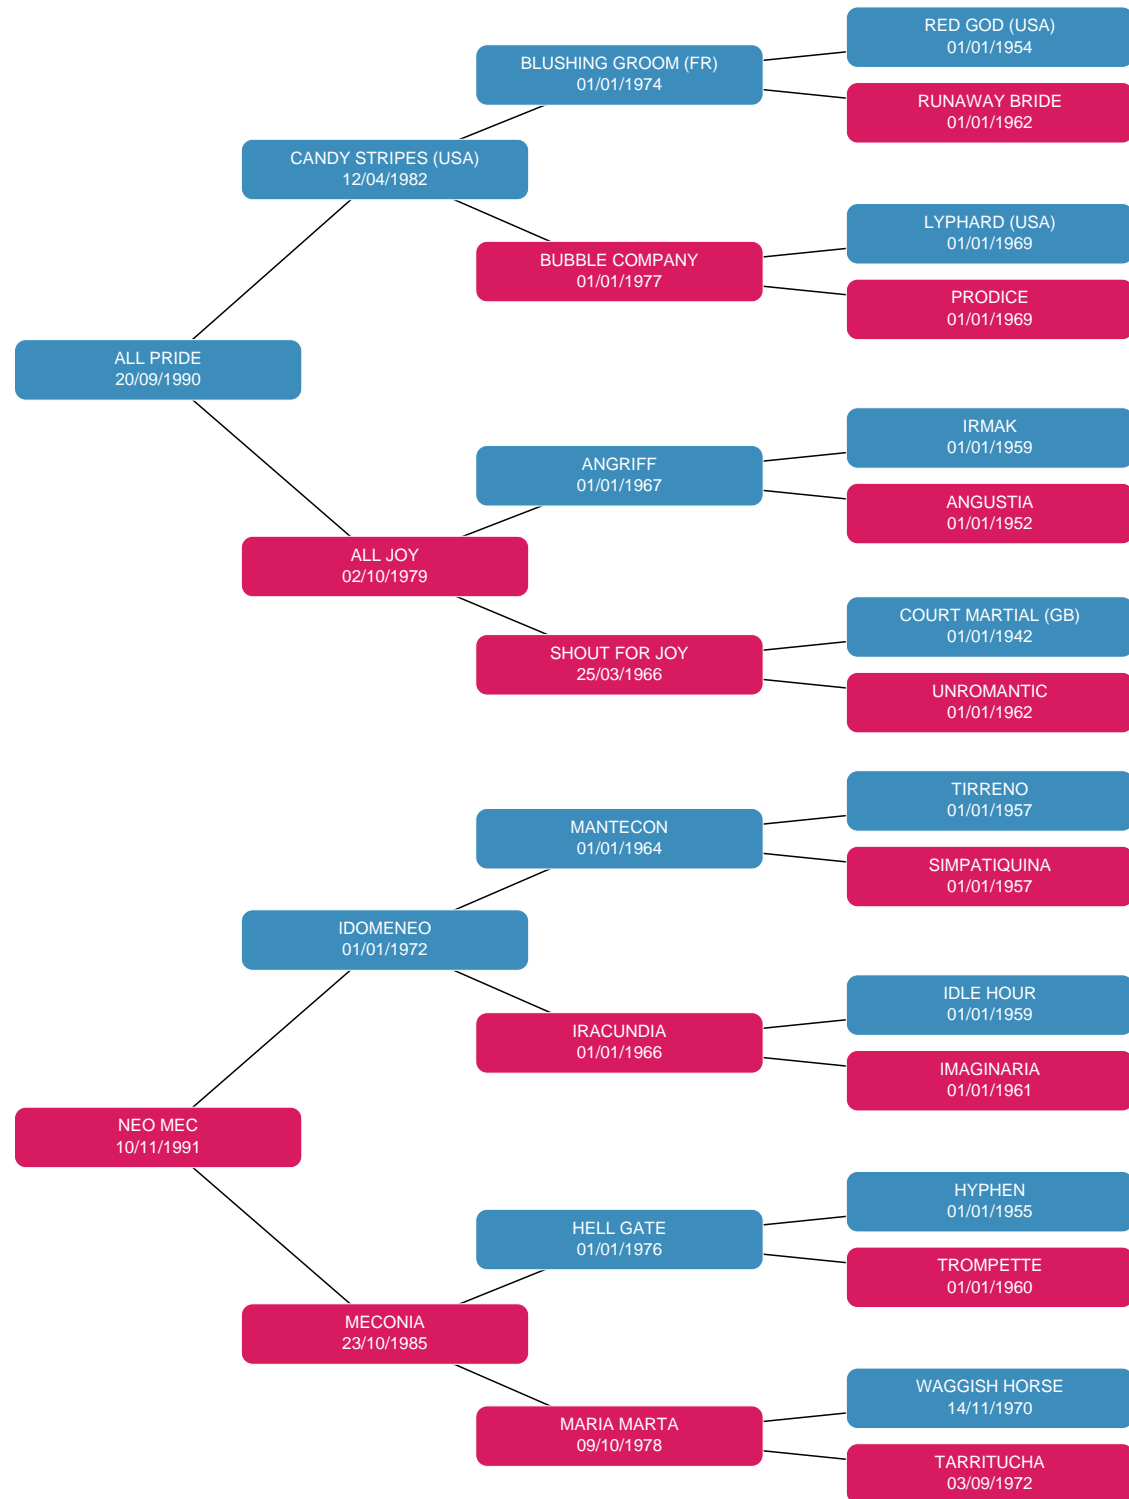 RED GOD (USA)
01/01/1954
BLUSHING GROOM (FR)
01/01/1974
RUNAWAY BRIDE
01/01/1962
CANDY STRIPES (USA)
12/04/1982
LYPHARD (USA)
01/01/1969
BUBBLE COMPANY
01/01/1977
PRODICE
01/01/1969
ALL PRIDE
20/09/1990
IRMAK
01/01/1959
ANGRIFF
01/01/1967
ANGUSTIA
01/01/1952
ALL JOY
02/10/1979
COURT MARTIAL (GB)
01/01/1942
SHOUT FOR JOY
25/03/1966
UNROMANTIC
01/01/1962
TIRRENO
01/01/1957
MANTECON
01/01/1964
SIMPATIQUINA
01/01/1957
IDOMENEO
01/01/1972
IDLE HOUR
01/01/1959
IRACUNDIA
01/01/1966
IMAGINARIA
01/01/1961
NEO MEC
10/11/1991
HYPHEN
01/01/1955
HELL GATE
01/01/1976
TROMPETTE
01/01/1960
MECONIA
23/10/1985
WAGGISH HORSE
14/11/1970
MARIA MARTA
09/10/1978
TARRITUCHA
03/09/1972